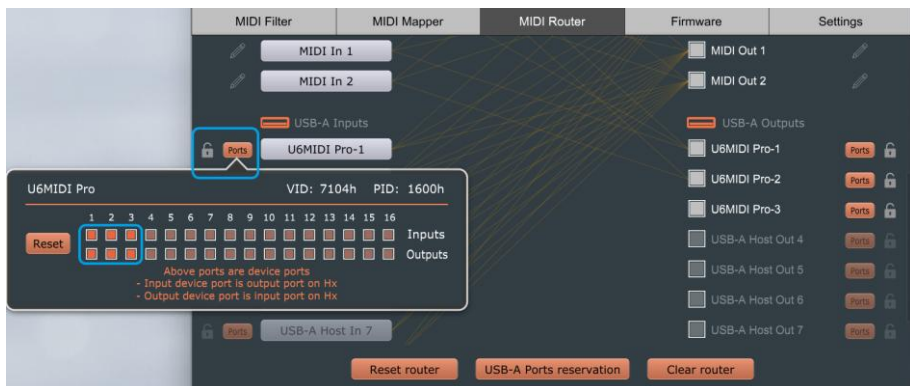 MIDI Filter
MIDI Mapper
MIDI Router
Firmware
Settings
MIDI In 1
MIDI Out 1
MIDI In 2
MIDI Out 2
USB-A Inputs
USB-A Outputs
Ports
U6MIDI Pro-1
U6MIDI Pro-1
Ports
U6MIDI Pro-2
Ports
U6MIDI Pro-3
Ports
U6MIDI Pro VID: 7104h PID: 1600h
1 2 3 4 5 6 7 8 9 10 11 12 13 14 15 16
Inputs
Reset
Outputs
Above ports are device ports
- Input device port is output port on Hx
- Output device port is input port on Hx
USB-A Host Out 4
Ports
USB-A Host Out 5
Ports
USB-A Host Out 6
Ports
Ports
USB-A Host In 7
USB-A Host Out 7
Ports
Reset router
USB-A Ports reservation
Clear router